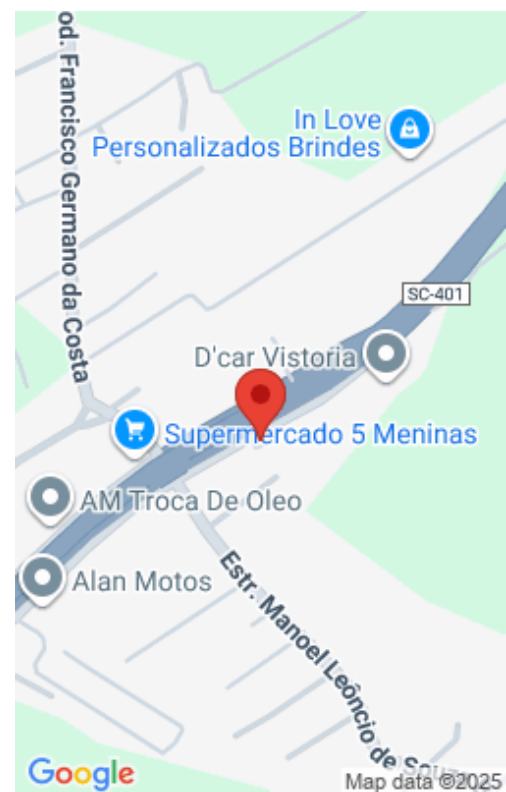 od. Francisco Germano da Costa
In Love
Personalizados Brindes
SC-401
D'car Vistoria
Supermercado 5 Meninas
AM Troca De Oleo
Alan Motos
Estr. Manoel Leôncio de Souza
Google
Map data ©2025